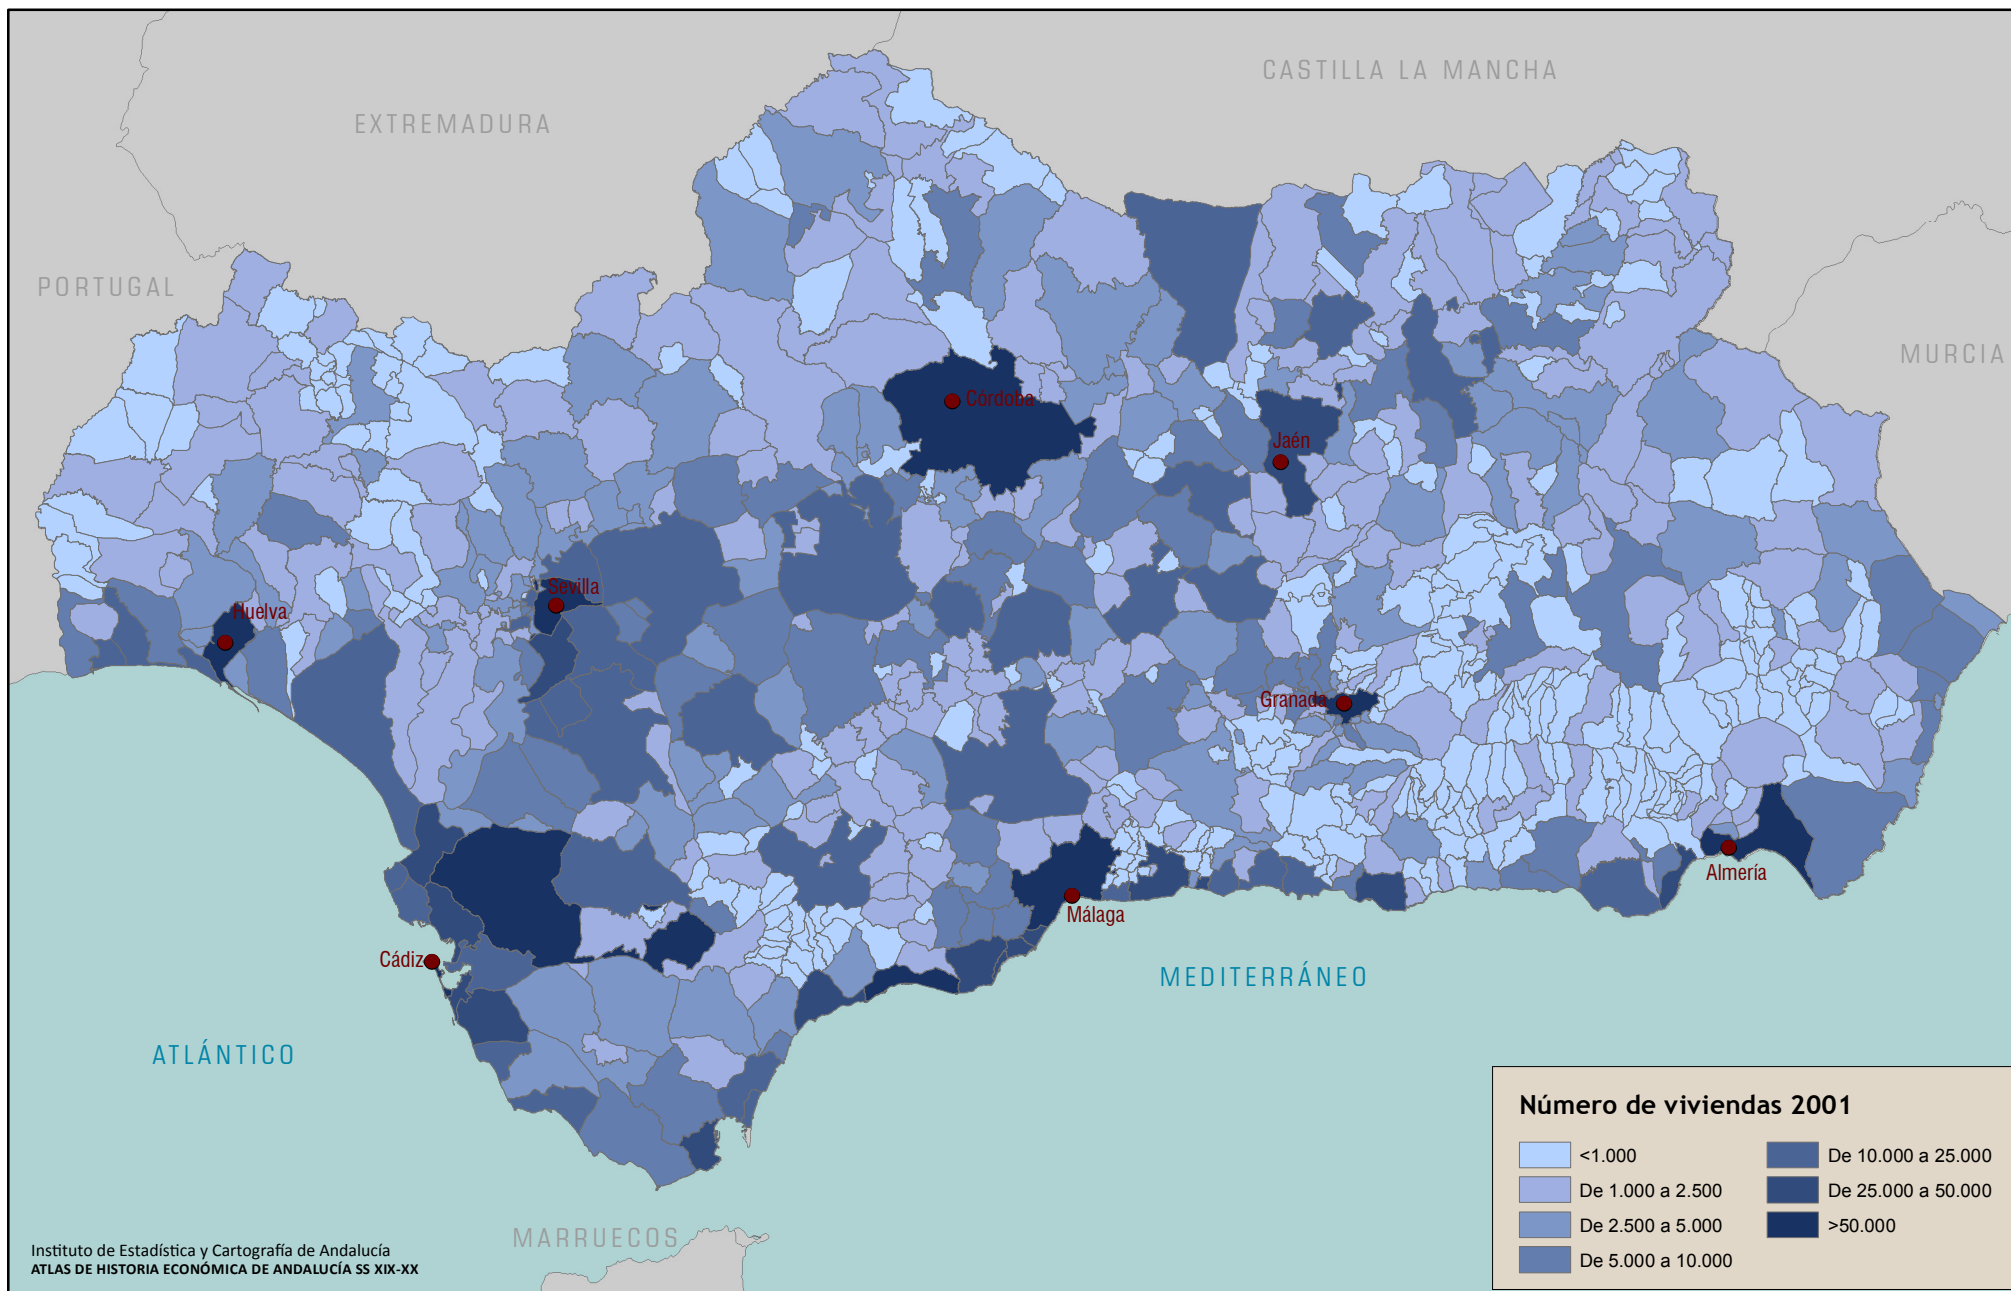 CASTILLA LA MANCHA
EXTREMADURA
PORTUGAL
MURCIA
Córdoba
Jaén
Sevilla
Huelva
Granada
Almería
Málaga
Cádiz
MEDITERRÁNEO
ATLÁNTICO
MARRUECOS
Número de viviendas 2001
<1.000
De 1.000 a 2.500
De 2.500 a 5.000
De 5.000 a 10.000
De 10.000 a 25.000
De 25.000 a 50.000
>50.000
Instituto de Estadística y Cartografía de Andalucía
ATLAS DE HISTORIA ECONÓMICA DE ANDALUCÍA SS XIX-XX